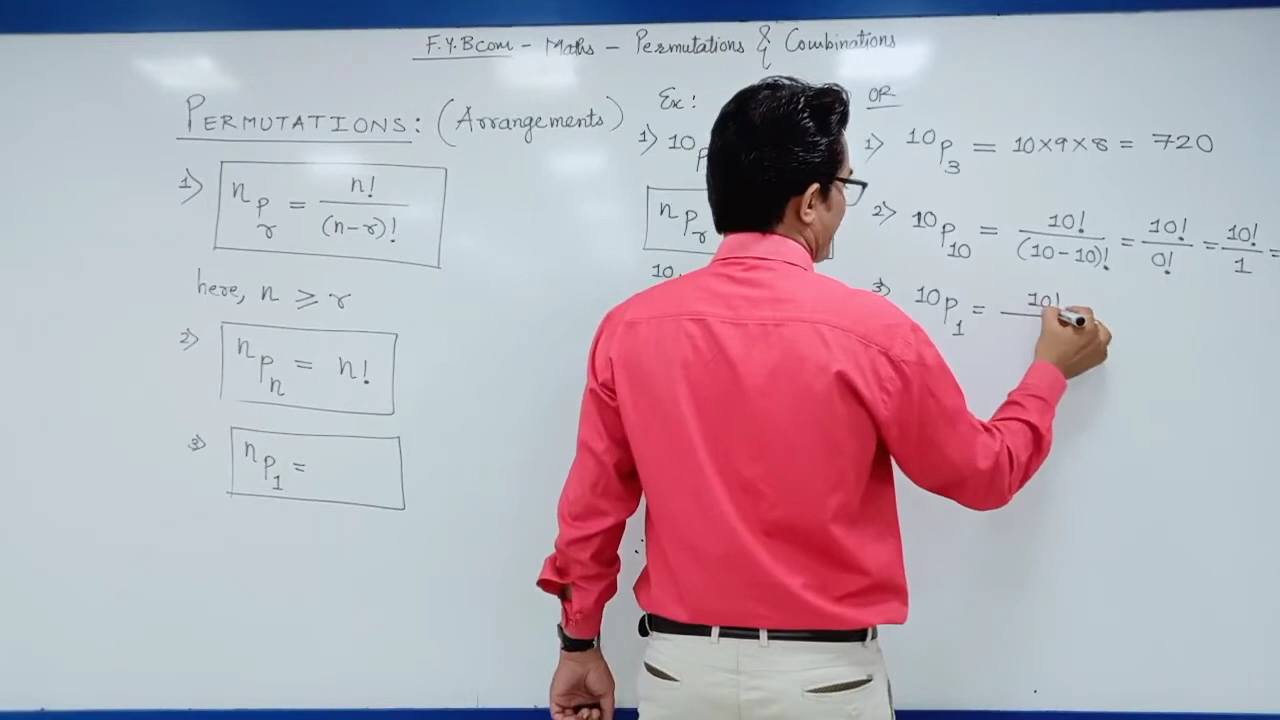 F.Y.BCom - Maths - Permutations & Combinations
PERMUTATIONS: (Arrangements)
1) nPr = n! / (n-r)!
here, n ⩾ r
2) nPn = n!
3) nP1 =
Ex:
1) 10P
nPr
10
OR
1) 10P3 = 10×9×8 = 720
2) 10P10 = 10! / (10-10)! = 10! / 0! = 10! / 1 =
3) 10P1 = 10!